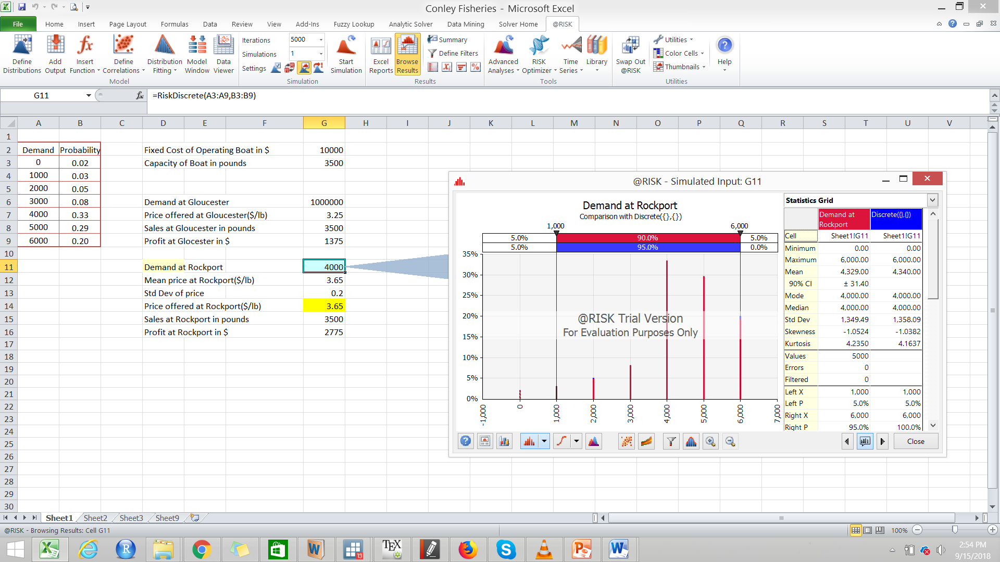 Conley Fisheries - Microsoft Excel
File Home Insert Page Layout Formulas Data Review View Add-Ins Fuzzy Lookup Analytic Solver Data Mining Solver Home @RISK
Define Distributions
Add Output
Insert Function
Define Correlations
Distribution Fitting
Model Window
Data Viewer
Model
Iterations 5000
Simulations 1
Settings
Start Simulation
Simulation
Excel Reports
Browse Results
Summary
Define Filters
Results
Advanced Analyses
RISK Optimizer
Time Series
Library
Tools
Swap Out @RISK
Utilities
Color Cells
Thumbnails
Utilities
Help
G11 fx =RiskDiscrete(A3:A9,B3:B9)
A B C D E F G H I J K L M N O P Q R S T U V
1
2 Demand Probability Fixed Cost of Operating Boat in $ 10000
3 0 0.02 Capacity of Boat in pounds 3500
4 1000 0.03
5 2000 0.05
6 3000 0.08 Demand at Gloucester 1000000
7 4000 0.33 Price offered at Gloucester($/lb) 3.25
8 5000 0.29 Sales at Gloucester in pounds 3500
9 6000 0.20 Profit at Glocester in $ 1375
10
11 Demand at Rockport 4000
12 Mean price at Rockport($/lb) 3.65
13 Std Dev of price 0.2
14 Price offered at Rockport($/lb) 3.65
15 Sales at Rockport in pounds 3500
16 Profit at Rockport in $ 2775
17
18
19
20
21
22
23
24
25
26
27
28
29
30
@RISK - Simulated Input: G11
Demand at Rockport
Comparison with Discrete({},{})
1,000 6,000
5.0% 90.0% 5.0%
5.0% 95.0% 0.0%
35%
30%
25%
20%
15%
10%
5%
0%
-1,000 0 1,000 2,000 3,000 4,000 5,000 6,000 7,000
@RISK Trial Version
For Evaluation Purposes Only
Statistics Grid
Demand at Rockport Discrete({},{})
Cell Sheet1!G11 Sheet1!G11
Minimum 0.00 0.00
Maximum 6,000.00 6,000.00
Mean 4,329.00 4,340.00
90% CI ± 31.40
Mode 4,000.00 4,000.00
Median 4,000.00 4,000.00
Std Dev 1,349.49 1,358.09
Skewness -1.0524 -1.0382
Kurtosis 4.2350 4.1637
Values 5000
Errors 0
Filtered 0
Left X 1,000 1,000
Left P 5.0% 5.0%
Right X 6,000 6,000
Right P 95.0% 100.0%
Close
Sheet1 Sheet2 Sheet3 Sheet9
@RISK - Browsing Results: Cell G11
100%
2:54 PM
9/15/2018